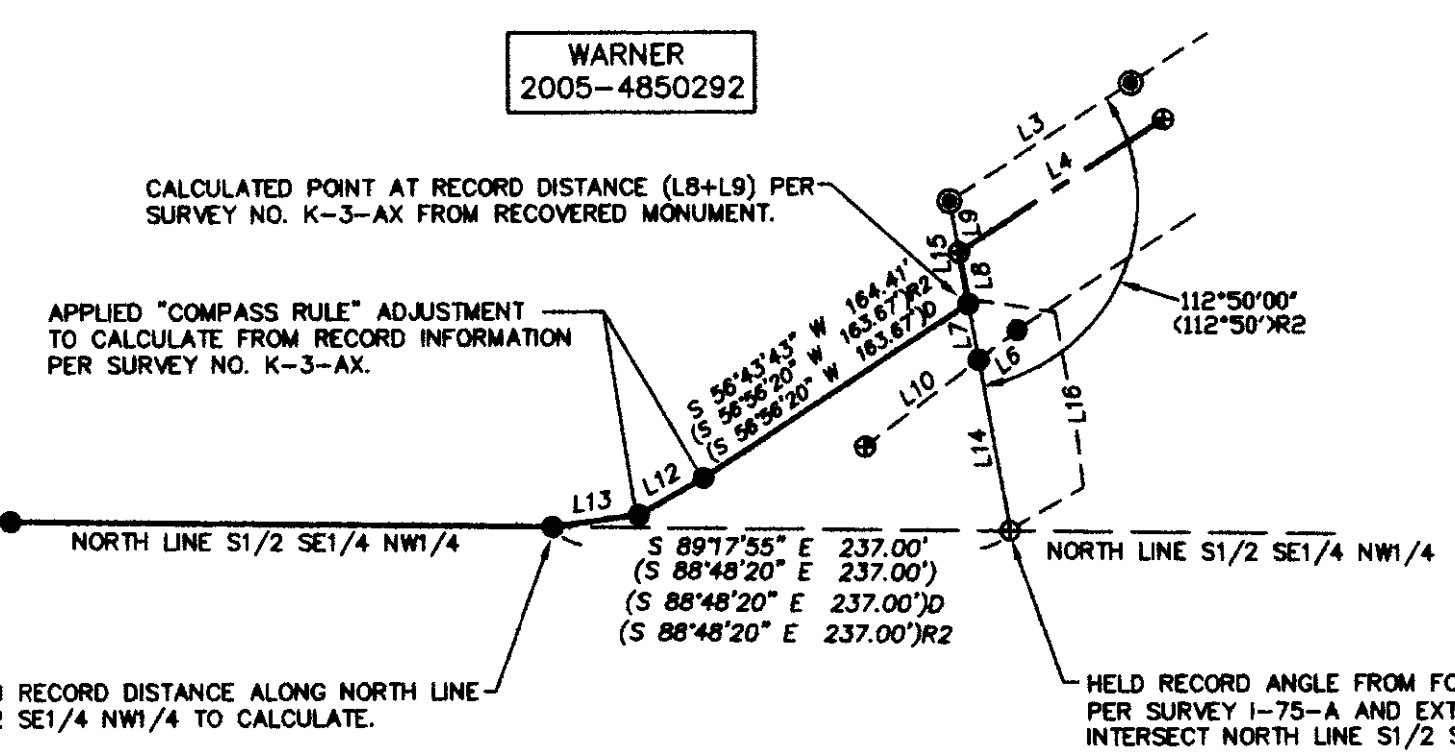 WARNER
2005-4850292
L3
L4
CALCULATED POINT AT RECORD DISTANCE (L8+L9) PER
SURVEY NO. K-3-AX FROM RECOVERED MONUMENT.
L9
L15
L8
112°50'00"
(112°50')R2
APPLIED "COMPASS RULE" ADJUSTMENT
TO CALCULATE FROM RECORD INFORMATION
PER SURVEY NO. K-3-AX.
S 56°43'43" W 164.41'
(S 56°56'20" W 163.67')R2
(S 56°56'20" W 163.67')D
L7
L6
L10
L16
L14
L12
L13
NORTH LINE S1/2 SE1/4 NW1/4
S 89°17'55" E 237.00'
(S 88°48'20" E 237.00')
(S 88°48'20" E 237.00')D
(S 88°48'20" E 237.00')R2
NORTH LINE S1/2 SE1/4 NW1/4
RECORD DISTANCE ALONG NORTH LINE
SE1/4 NW1/4 TO CALCULATE.
HELD RECORD ANGLE FROM FO
PER SURVEY I-75-A AND EXT
INTERSECT NORTH LINE S1/2 S